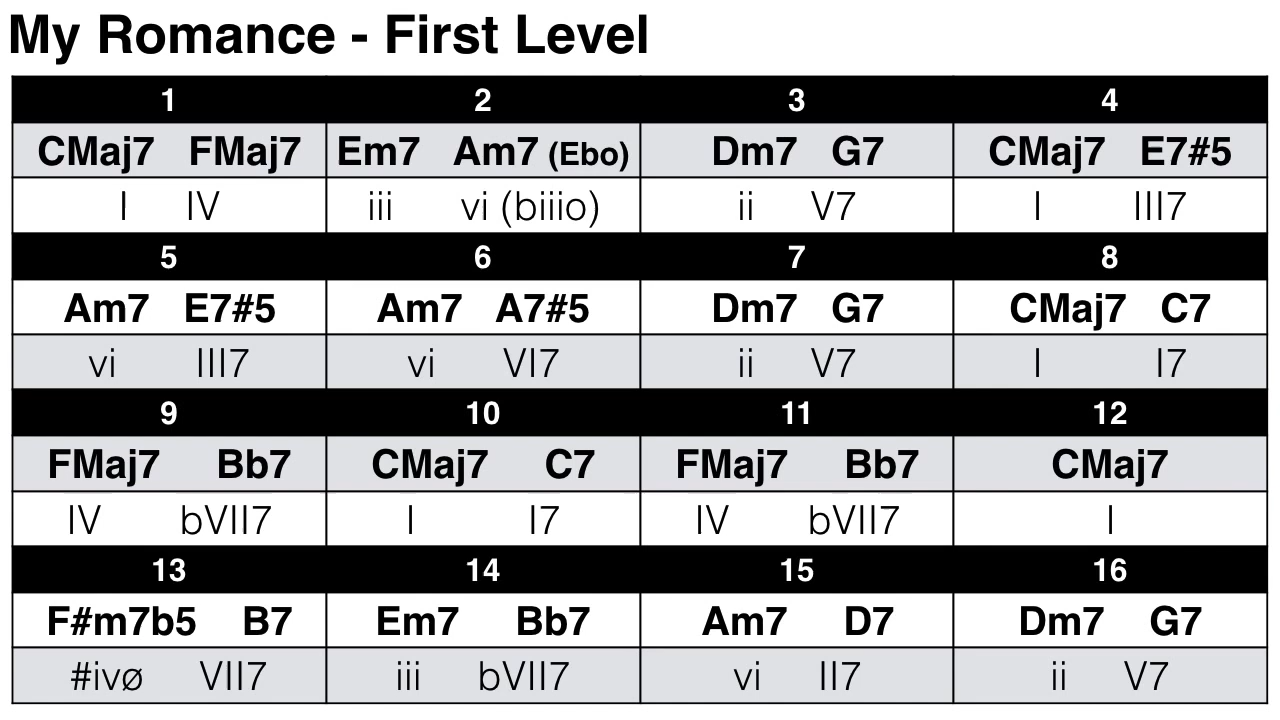 My Romance - First Level
1 2 3 4
CMaj7 FMaj7 Em7 Am7 (Ebo) Dm7 G7 CMaj7 E7#5
I IV iii vi (biiio) ii V7 I III7
5 6 7 8
Am7 E7#5 Am7 A7#5 Dm7 G7 CMaj7 C7
vi III7 vi VI7 ii V7 I I7
9 10 11 12
FMaj7 Bb7 CMaj7 C7 FMaj7 Bb7 CMaj7
IV bVII7 I I7 IV bVII7 I
13 14 15 16
F#m7b5 B7 Em7 Bb7 Am7 D7 Dm7 G7
#ivø VII7 iii bVII7 vi II7 ii V7